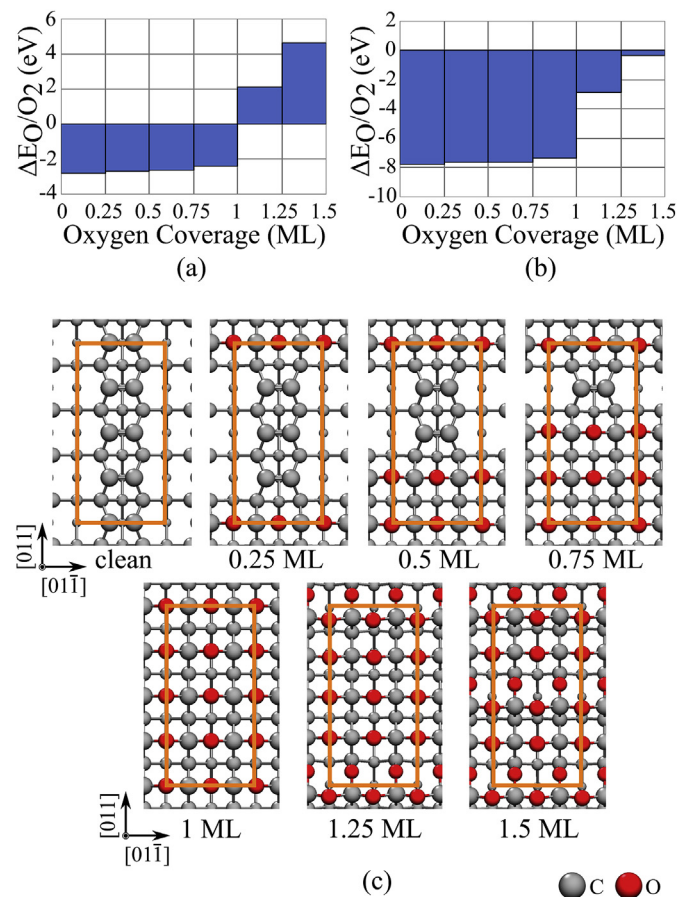 6
4
2
0
-2
-4
ΔE_O/O₂ (eV)
0 0.25 0.5 0.75 1 1.25 1.5
Oxygen Coverage (ML)
(a)
2
0
-2
-4
-6
-8
-10
ΔE_O/O₂ (eV)
0 0.25 0.5 0.75 1 1.25 1.5
Oxygen Coverage (ML)
(b)
[011]
[011̄]
clean 0.25 ML 0.5 ML 0.75 ML
[011]
[011̄]
1 ML 1.25 ML 1.5 ML
(c)
C O